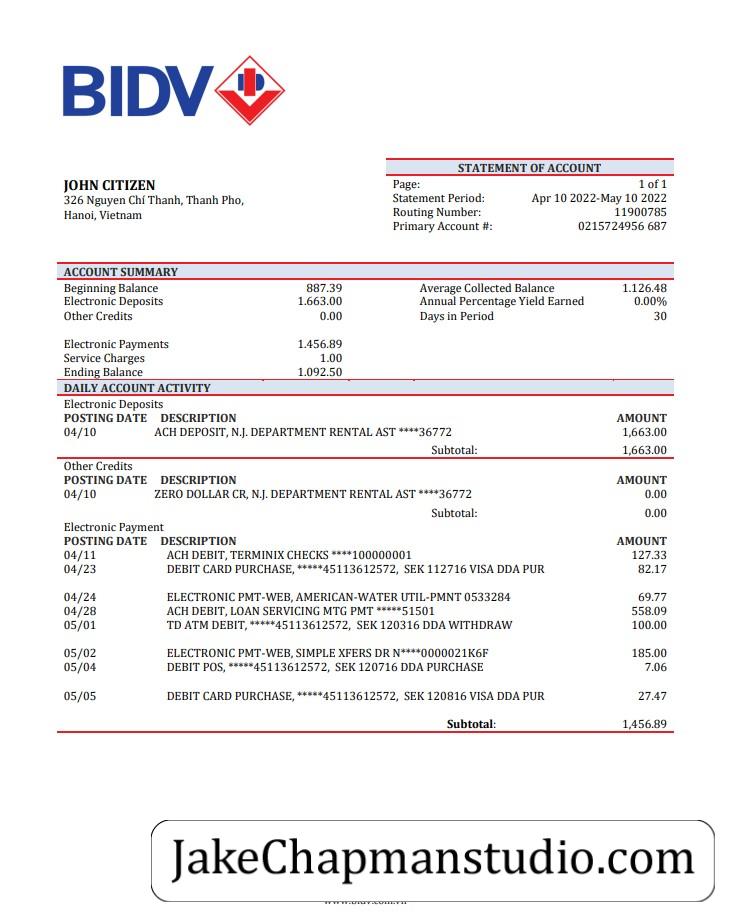 BIDV
STATEMENT OF ACCOUNT
JOHN CITIZEN
326 Nguyen Chí Thanh, Thanh Pho,
Hanoi, Vietnam
Page: 1 of 1
Statement Period: Apr 10 2022-May 10 2022
Routing Number: 11900785
Primary Account #: 0215724956 687
ACCOUNT SUMMARY
Beginning Balance 887.39 Average Collected Balance 1.126.48
Electronic Deposits 1.663.00 Annual Percentage Yield Earned 0.00%
Other Credits 0.00 Days in Period 30
Electronic Payments 1.456.89
Service Charges 1.00
Ending Balance 1.092.50
DAILY ACCOUNT ACTIVITY
Electronic Deposits
POSTING DATE DESCRIPTION AMOUNT
04/10 ACH DEPOSIT, N.J. DEPARTMENT RENTAL AST ****36772 1,663.00
Subtotal: 1,663.00
Other Credits
POSTING DATE DESCRIPTION AMOUNT
04/10 ZERO DOLLAR CR, N.J. DEPARTMENT RENTAL AST ****36772 0.00
Subtotal: 0.00
Electronic Payment
POSTING DATE DESCRIPTION AMOUNT
04/11 ACH DEBIT, TERMINIX CHECKS ****100000001 127.33
04/23 DEBIT CARD PURCHASE, *****45113612572, SEK 112716 VISA DDA PUR 82.17
04/24 ELECTRONIC PMT-WEB, AMERICAN-WATER UTIL-PMNT 0533284 69.77
04/28 ACH DEBIT, LOAN SERVICING MTG PMT *****51501 558.09
05/01 TD ATM DEBIT, *****45113612572, SEK 120316 DDA WITHDRAW 100.00
05/02 ELECTRONIC PMT-WEB, SIMPLE XFERS DR N****0000021K6F 185.00
05/04 DEBIT POS, *****45113612572, SEK 120716 DDA PURCHASE 7.06
05/05 DEBIT CARD PURCHASE, *****45113612572, SEK 120816 VISA DDA PUR 27.47
Subtotal: 1,456.89
JakeChapmanstudio.com